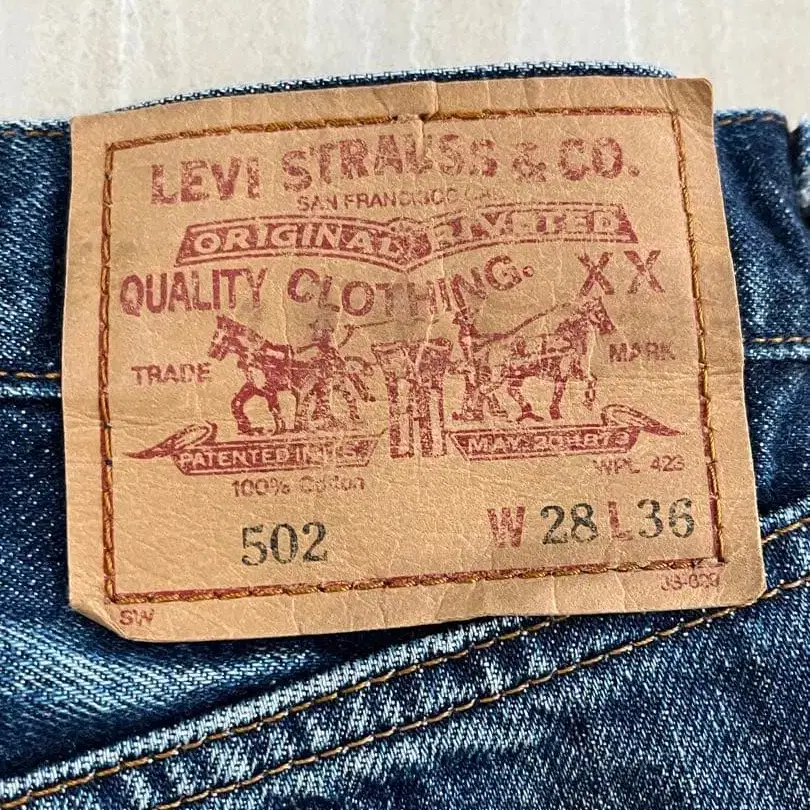 LEVI STRAUSS & CO.
SAN FRANCISCO CAL
ORIGINAL RIVETED
QUALITY CLOTHING. XX
TRADE MARK
PATENTED IN U.S.
MAY 20 1873
WPL 423
100% Cotton
502 W 28 L 36
SW